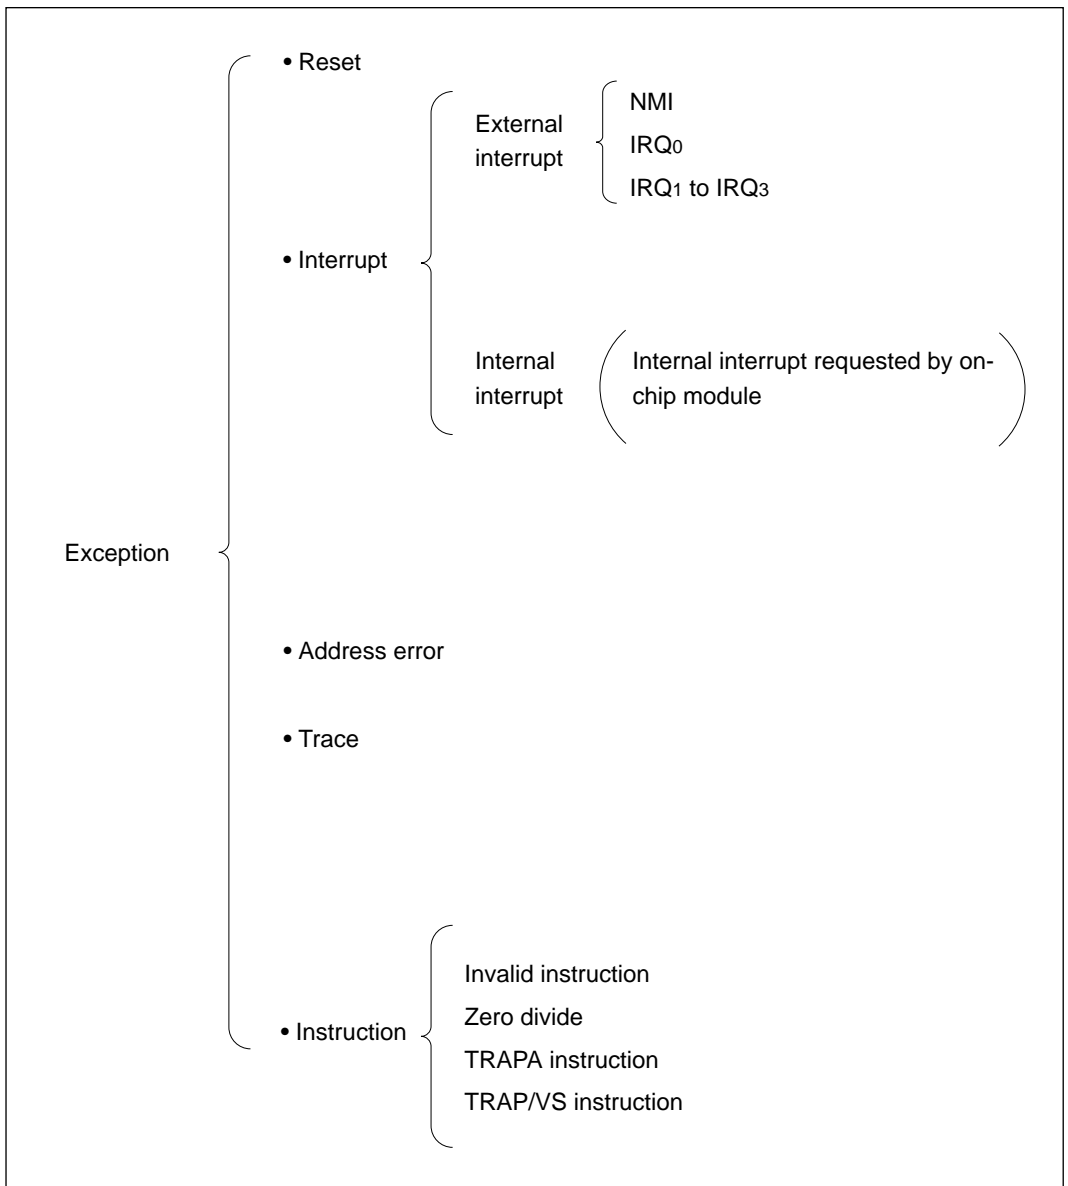 • Reset
External
interrupt
NMI
IRQ0
IRQ1 to IRQ3
• Interrupt
Internal
interrupt
Internal interrupt requested by on-
chip module
Exception
• Address error
• Trace
• Instruction
Invalid instruction
Zero divide
TRAPA instruction
TRAP/VS instruction